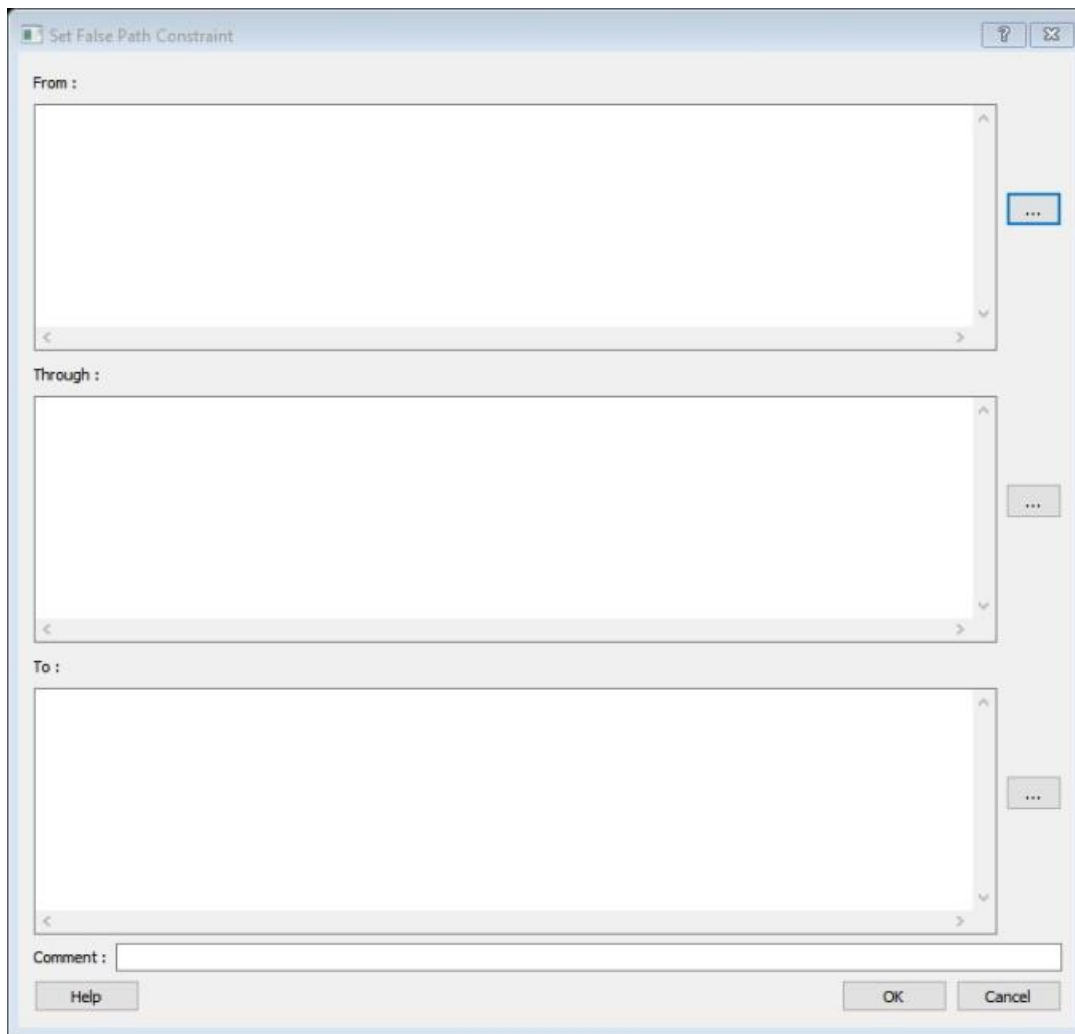 Set False Path Constraint
From :
...
Through :
...
To :
...
Comment :
Help OK Cancel